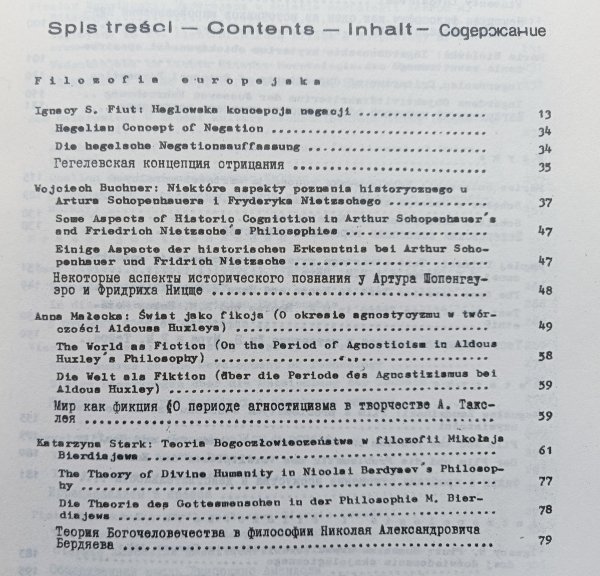 Spis treści — Contents — Inhalt — Содержание
Filozofia europejska
Ignacy S. Fiut: Heglowska koncepcja negacji 13
Hegelian Concept of Negation 34
Die hegelsche Negationsauffassung 34
Гегелевская концепция отрицания 35
Wojciech Buchner: Niektóre aspekty poznania historycznego u
Artura Schopenhauera i Fryderyka Nietzschego 37
Some Aspects of Historic Cogniction in Arthur Schopenhauer's
and Friedrich Nietzsche's Philosophies 47
Einige Aspecte der historischen Erkenntnis bei Arthur Scho-
penhauer und Fridrich Nietzsche 47
Некоторые аспекты исторического познания у Артура Шопенгау-
эро и Фридриха Ницше 48
Anna Małecka: Świat jako fikcja (O okresie agnostycyzmu w twór-
czości Aldousa Huxleya) 49
The World as Fiction (On the Period of Agnosticism in Aldous
Huxley's Philosophy) 58
Die Welt als Fiktion (über die Periode des Agnostizismus bei
Aldous Huxley) 59
Мир как фикция (О периоде агностицизма в творчестве А. Такс-
лея 59
Katarzyna Stark: Teoria Bogoczłowieczeństwa w filozofii Mikołaja
Bierdiajewa 61
The Theory of Divine Humanity in Nicolai Berdyaev's Philosop-
hy 77
Die Theorie des Gottesmenschen in der Philosophie M. Bier-
diajews 78
Теория Богочеловечества в философии Николая Александровича
Бердяева 79